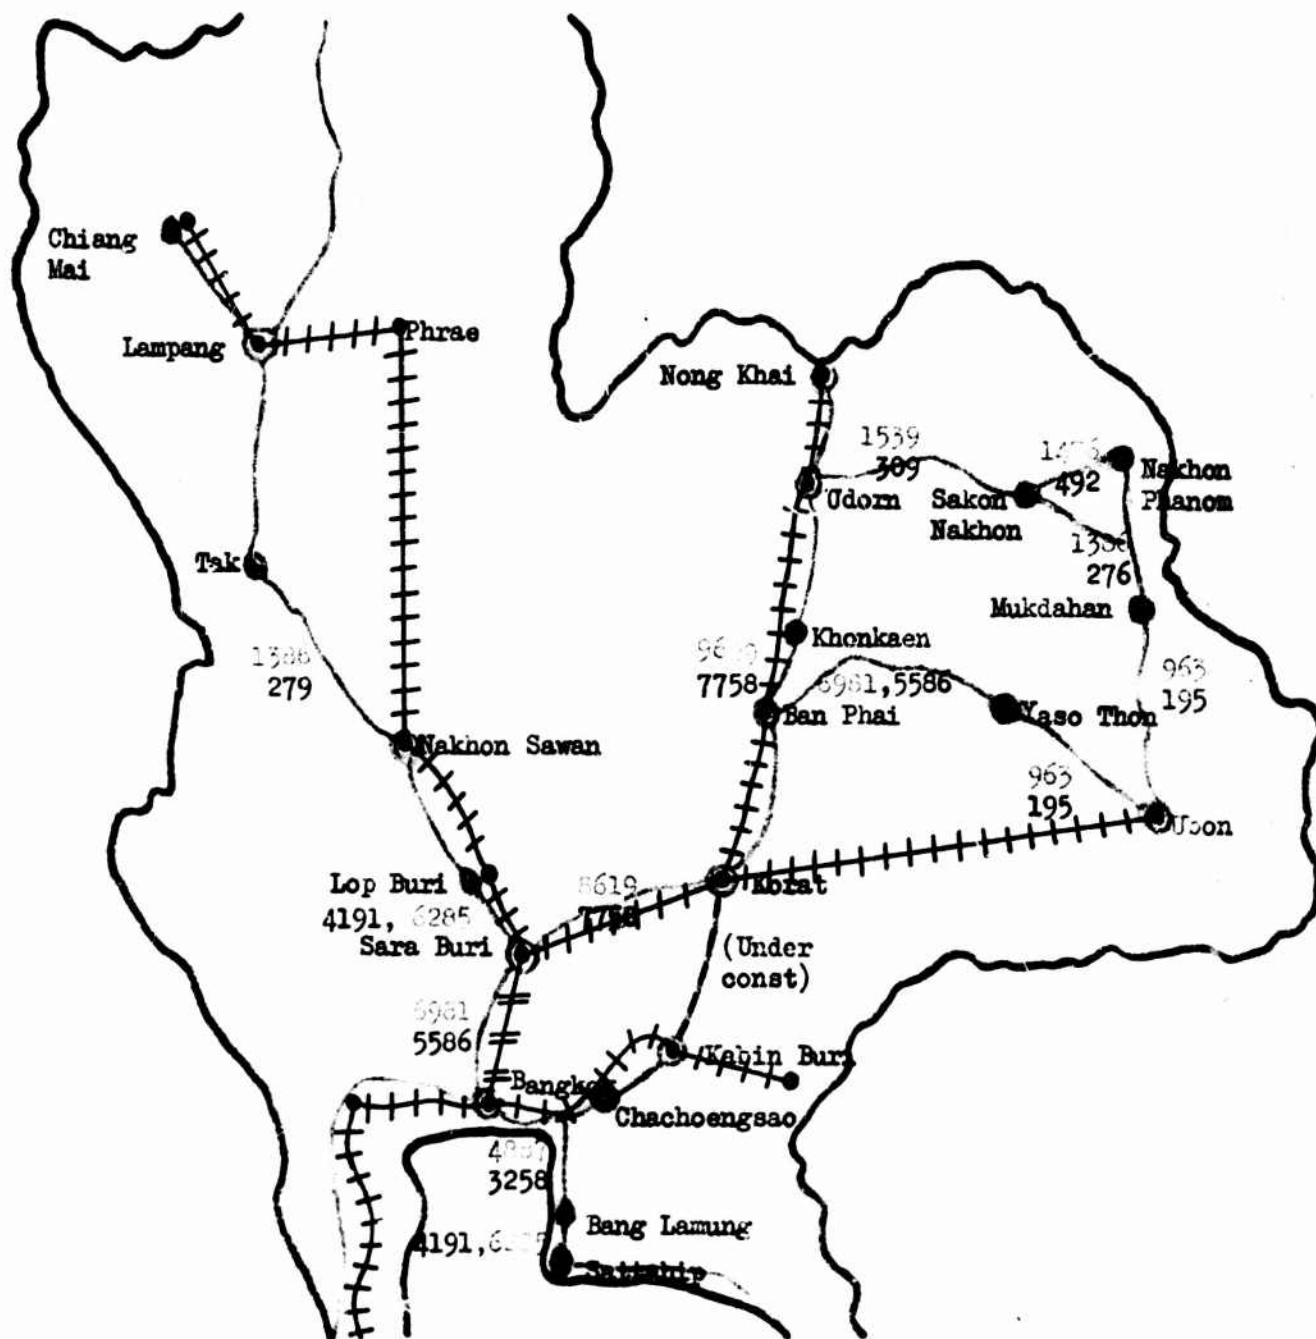 Chiang
Mai
Lampang
Phrae
Nong Khai
1539
309
492
Nakhon
Phanom
Udorn
Sakon
Nakhon
276
Tak
Mukdahan
Khonkaen
279
7758
5586
963
195
Ban Phai
Yaso Thon
Nakhon Sawan
963
195
Ubon
Lop Buri
4191, 6285
Korat
Sara Buri
(Under
const)
5586
Kabin Buri
Bangkok
Chachoengsao
3258
Bang Lamung
4191,